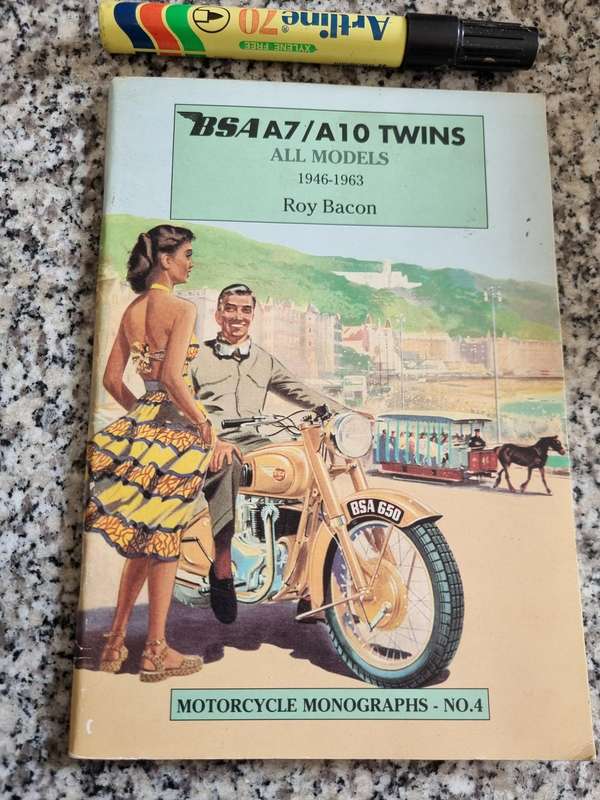 Artline 70
XYLENE FREE
BSA A7/A10 TWINS
ALL MODELS
1946-1963
Roy Bacon
BSA 650
MOTORCYCLE MONOGRAPHS - NO.4